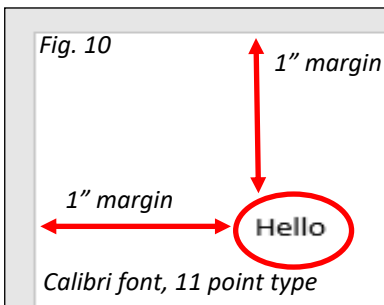 Fig. 10
1” margin
1” margin
Hello
Calibri font, 11 point type